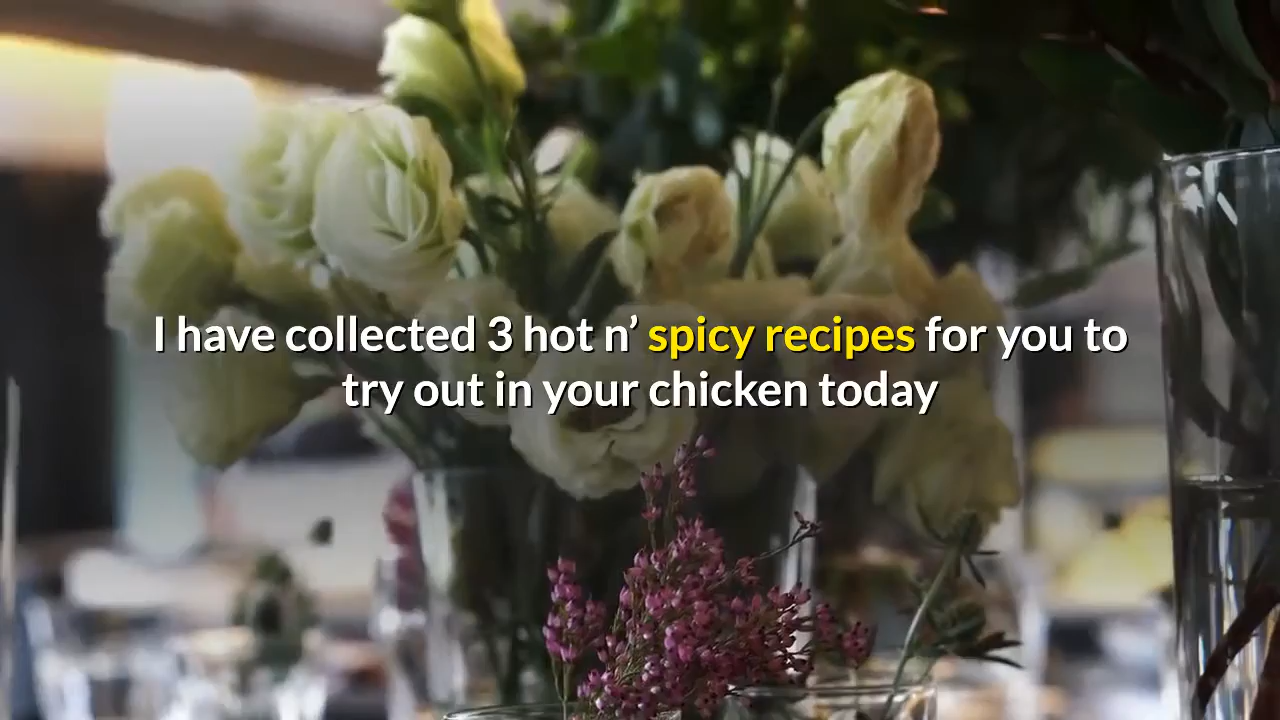 I have collected 3 hot n’ spicy recipes for you to
try out in your chicken today